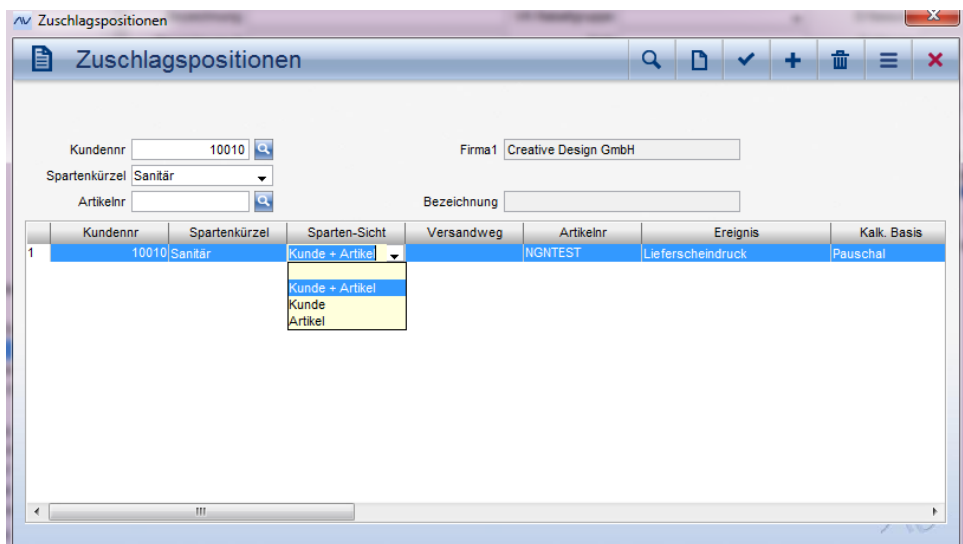 Zuschlagspositionen
Zuschlagspositionen
Kundennr 10010 Firma1 Creative Design GmbH
Spartenkürzel Sanitär
Artikelnr Bezeichnung
Kundennr Spartenkürzel Sparten-Sicht Versandweg Artikelnr Ereignis Kalk. Basis
1 10010 Sanitär Kunde + Artikel NGNTEST Lieferscheindruck Pauschal
Kunde + Artikel
Kunde
Artikel